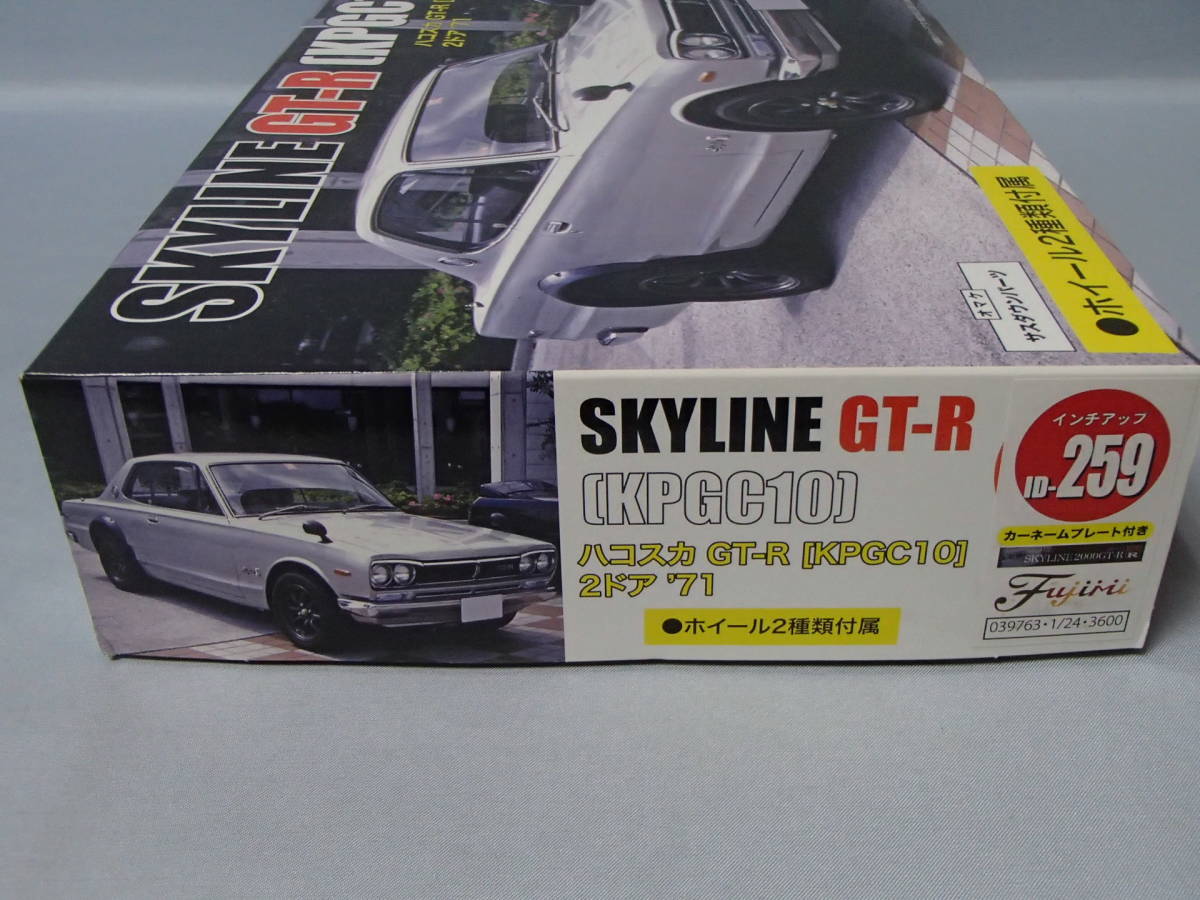 SKYLINE GT-R (KPGC
ハコスカ GT-R [
2ドア '71
●ホイール2種類付属
オマケ
サスダウンパーツ
SKYLINE GT-R
(KPGC10)
ハコスカ GT-R [KPGC10]
2ドア '71
●ホイール2種類付属
インチアップ
ID-259
カーネームプレート付き
SKYLINE 2000GT-R R
Fujimi
039763・1/24・3600